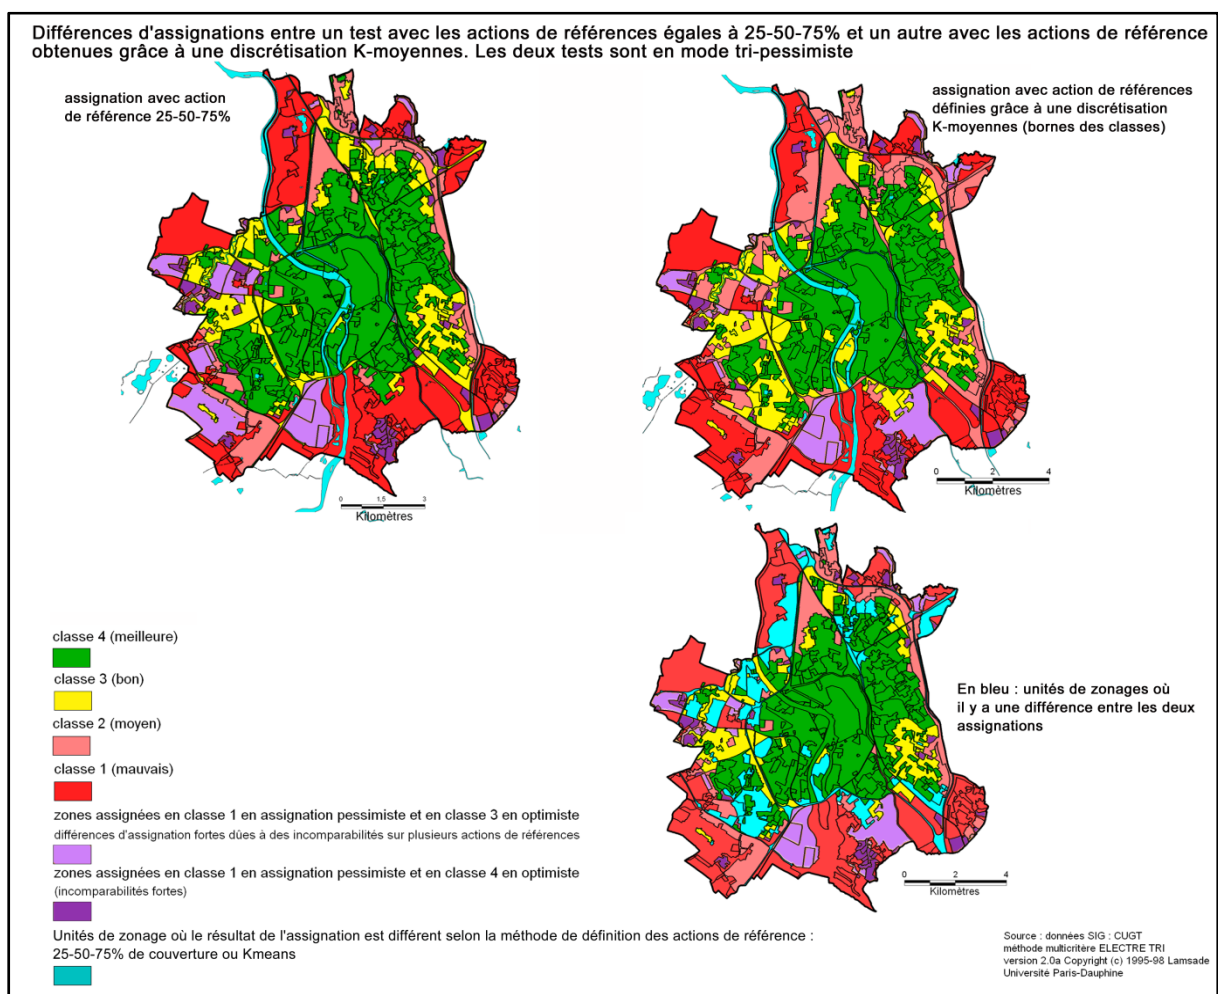 Différences d'assignations entre un test avec les actions de références égales à 25-50-75% et un autre avec les actions de référence
obtenues grâce à une discrétisation K-moyennes. Les deux tests sont en mode tri-pessimiste
assignation avec action
de référence 25-50-75%
assignation avec action de références
définies grâce à une discrétisation
K-moyennes (bornes des classes)
0 1,5 3
Kilomètres
0 2 4
Kilomètres
classe 4 (meilleure)
classe 3 (bon)
classe 2 (moyen)
classe 1 (mauvais)
zones assignées en classe 1 en assignation pessimiste et en classe 3 en optimiste
différences d'assignation fortes dûes à des incomparabilités sur plusieurs actions de références
zones assignées en classe 1 en assignation pessimiste et en classe 4 en optimiste
(incomparabilités fortes)
Unités de zonage où le résultat de l'assignation est différent selon la méthode de définition des actions de référence :
25-50-75% de couverture ou Kmeans
En bleu : unités de zonages où
il y a une différence entre les deux
assignations
0 2 4
Kilomètres
Source : données SIG : CUGT
méthode multicritère ELECTRE TRI
version 2.0a Copyright (c) 1995-98 Lamsade
Université Paris-Dauphine